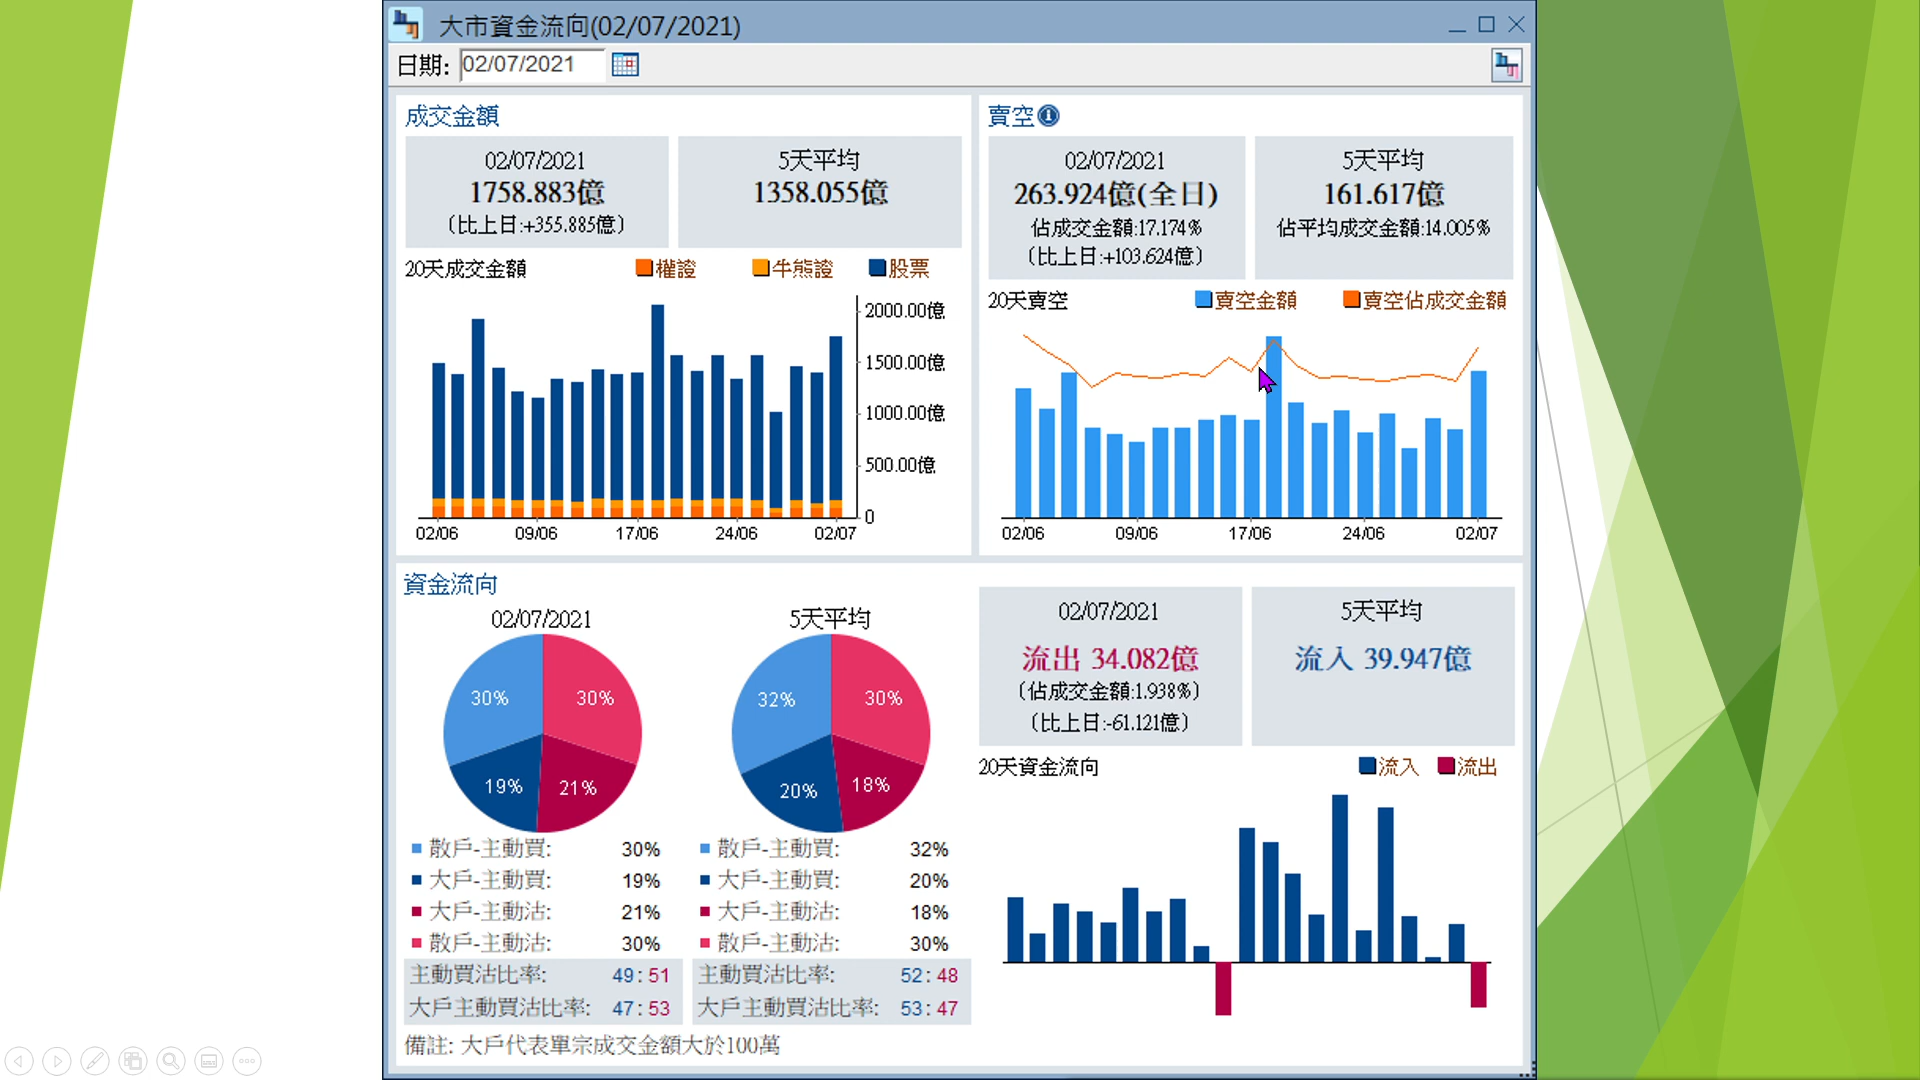 大市資金流向(02/07/2021)
日期: 02/07/2021
成交金額
02/07/2021
1758.883億
(比上日:+355.885億)
5天平均
1358.055億
20天成交金額
權證
牛熊證
股票
2000.00億
1500.00億
1000.00億
500.00億
0
02/06 09/06 17/06 24/06 02/07
賣空
02/07/2021
263.924億(全日)
佔成交金額:17.174%
(比上日:+103.624億)
5天平均
161.617億
佔平均成交金額:14.005%
20天賣空
賣空金額
賣空佔成交金額
02/06 09/06 17/06 24/06 02/07
資金流向
02/07/2021
30% 30%
19% 21%
散戶-主動買: 30%
大戶-主動買: 19%
大戶-主動沽: 21%
散戶-主動沽: 30%
主動買沽比率: 49:51
大戶主動買沽比率: 47:53
5天平均
32% 30%
20% 18%
散戶-主動買: 32%
大戶-主動買: 20%
大戶-主動沽: 18%
散戶-主動沽: 30%
主動買沽比率: 52:48
大戶主動買沽比率: 53:47
備註: 大戶代表單宗成交金額大於100萬
02/07/2021
流出 34.082億
(佔成交金額:1.938%)
(比上日:-61.121億)
5天平均
流入 39.947億
20天資金流向
流入
流出